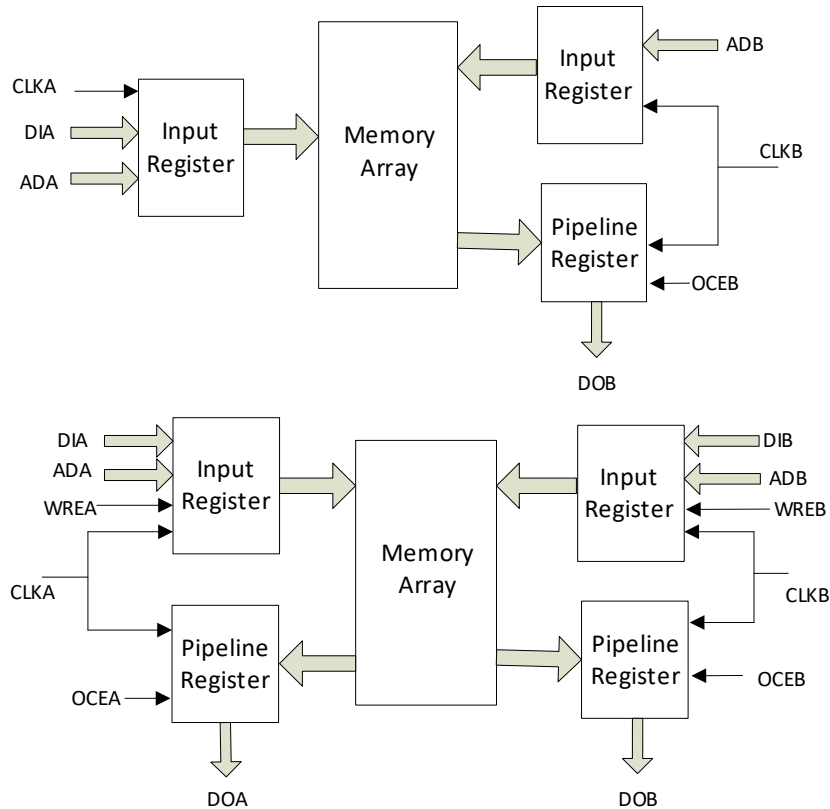 CLKA
DIA
ADA
Input
Register
Memory
Array
Input
Register
ADB
CLKB
Pipeline
Register
OCEB
DOB
DIA
ADA
WREA
CLKA
OCEA
Input
Register
Pipeline
Register
DOA
Memory
Array
Input
Register
DIB
ADB
WREB
CLKB
Pipeline
Register
OCEB
DOB